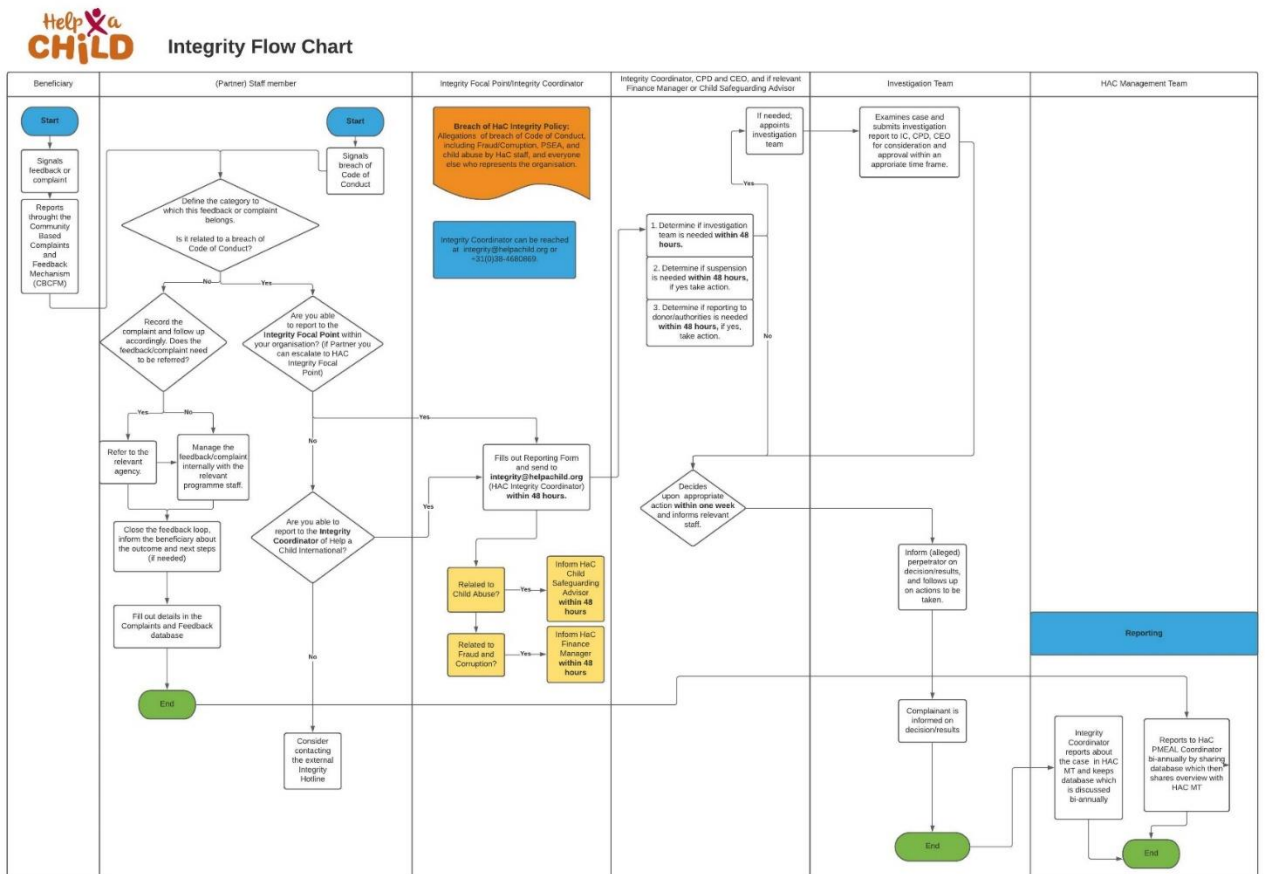 Help a
CHiLD
Integrity Flow Chart
Beneficiary
(Partner) Staff member
Integrity Focal Point/Integrity Coordinator
Integrity Coordinator, CPD and CEO, and if relevant
Finance Manager or Child Safeguarding Advisor
Investigation Team
HAC Management Team
Start
Signals
feedback or
complaint
Reports
throught the
Community
Based
Complaints
and
Feedback
Mechanism
(CBCFM)
Start
Signals
breach of
Code of
Conduct
Define the category to
which this feedback or complaint
belongs.
Is it related to a breach of
Code of Conduct?
No
Yes
Record the
complaint and follow up
accordingly. Does the
feedback/complaint need
to be referred?
Are you able
to report to the
Integrity Focal Point within
your organisation? (if Partner you
can escalate to HAC
Integrity Focal
Point)
Yes
No
Refer to the
relevant
agency.
Manage the
feedback/complaint
internally with the
relevant
programme staff.
Close the feedback loop,
inform the beneficiary about
the outcome and next steps
(if needed)
Fill out details in the
Complaints and Feedback
database
End
No
Yes
Are you able to
report to the Integrity
Coordinator of Help a
Child International?
Yes
No
Consider
contacting
the external
Integrity
Hotline
Breach of HaC Integrity Policy:
Allegations of breach of Code of Conduct,
including Fraud/Corruption, PSEA, and
child abuse by HaC staff, and everyone
else who represents the organisation.
Integrity Coordinator can be reached
at integrity@helpachild.org or
+31(0)38-4680869.
Fills out Reporting Form
and send to
integrity@helpachild.org
(HAC Integrity Coordinator)
within 48 hours.
Related to
Child Abuse?
Yes
Inform HaC
Child
Safeguarding
Advisor
within 48
hours
Related to
Fraud and
Corruption?
Yes
Inform HaC
Finance
Manager
within 48
hours
If needed;
appoints
investigation
team
Yes
1. Determine if investigation
team is needed within 48
hours.
2. Determine if suspension
is needed within 48 hours,
if yes take action.
3. Determine if reporting to
donor/authorities is needed
within 48 hours, if yes,
take action.
No
Decides
upon appropriate
action within one week
and informs relevant
staff.
Examines case and
submits investigation
report to IC, CPD, CEO
for consideration and
approval within an
approriate time frame.
Inform (alleged)
perpetrator on
decision/results,
and follows up
on actions to be
taken.
Complainant is
informed on
decision/results
End
Reporting
Integrity
Coordinator
reports about
the case in HAC
MT and keeps
database which
is discussed
bi-annually
Reports to HaC
PMEAL Coordinator
bi-annually by sharing
database which then
shares overview with
HAC MT
End